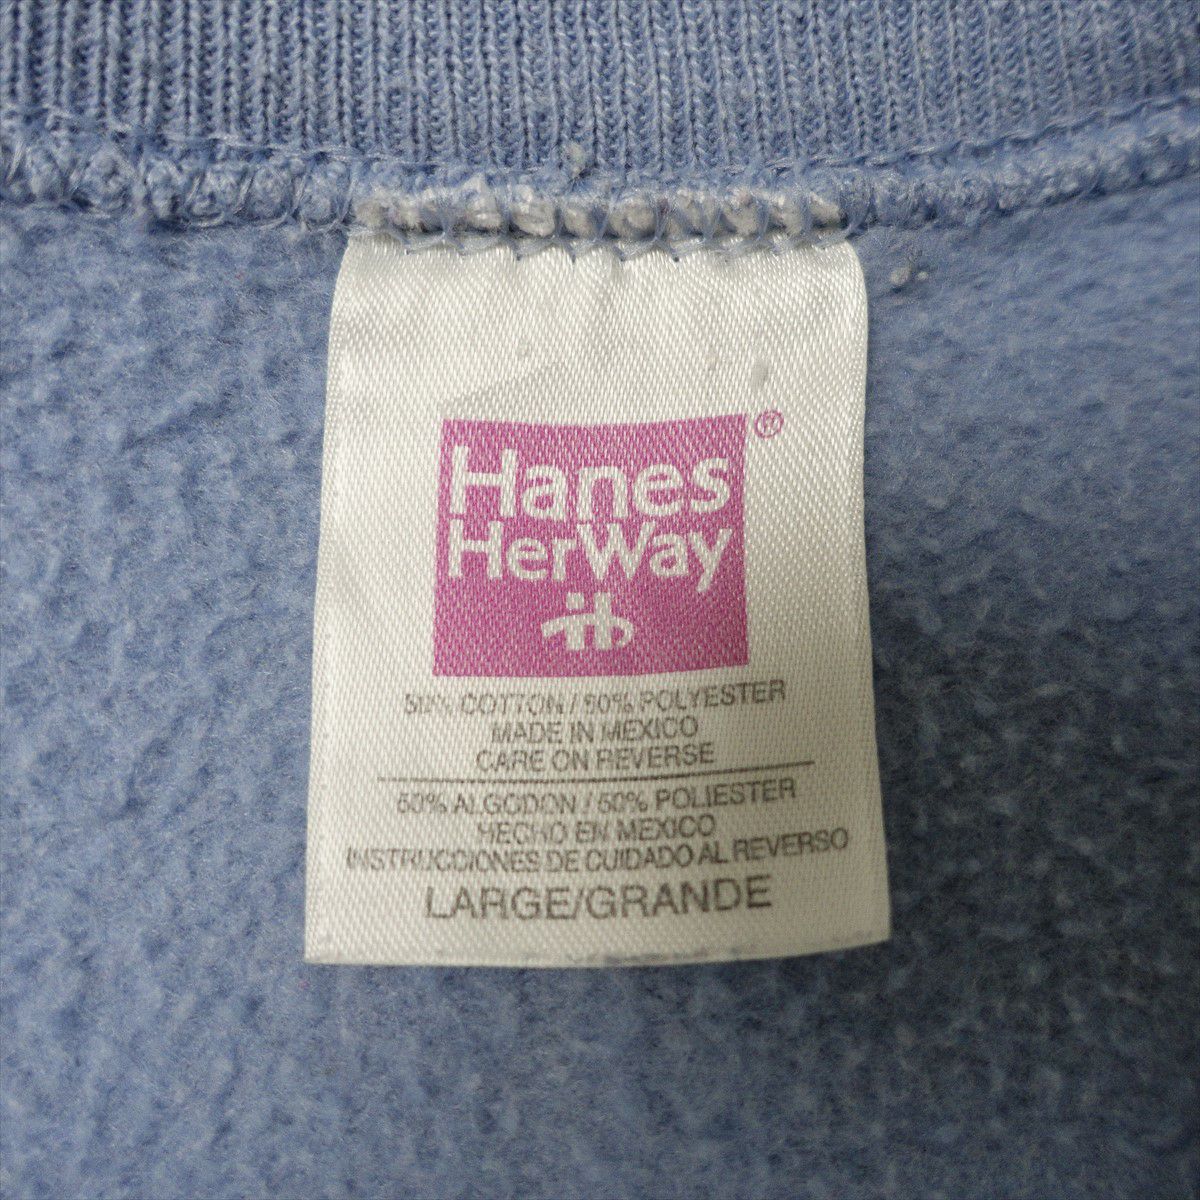 Hanes®
HerWay
50% COTTON / 50% POLYESTER
MADE IN MEXICO
CARE ON REVERSE
50% ALGODON / 50% POLIESTER
HECHO EN MEXICO
INSTRUCCIONES DE CUIDADO AL REVERSO
LARGE/GRANDE